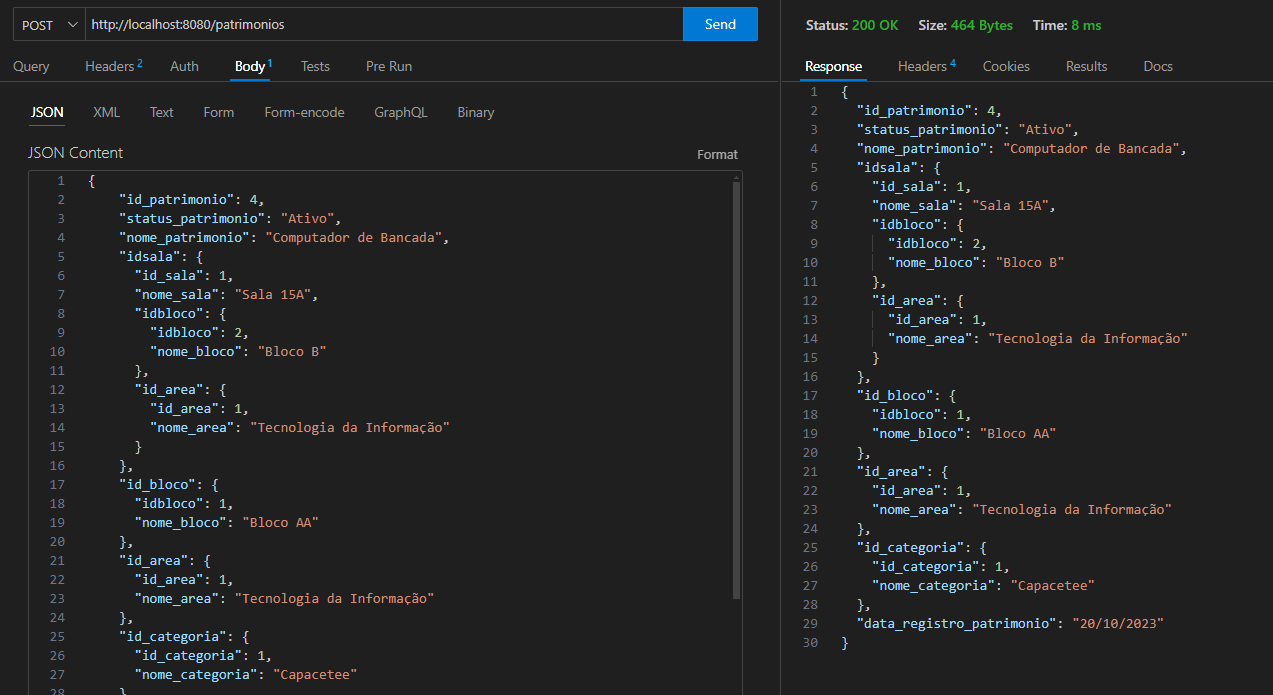 POST http://localhost:8080/patrimonios Send
Query Headers 2 Auth Body 1 Tests Pre Run
JSON XML Text Form Form-encode GraphQL Binary
JSON Content Format
1 {
2 "id_patrimonio": 4,
3 "status_patrimonio": "Ativo",
4 "nome_patrimonio": "Computador de Bancada",
5 "idsala": {
6 "id_sala": 1,
7 "nome_sala": "Sala 15A",
8 "idbloco": {
9 "idbloco": 2,
10 "nome_bloco": "Bloco B"
11 },
12 "id_area": {
13 "id_area": 1,
14 "nome_area": "Tecnologia da Informação"
15 }
16 },
17 "id_bloco": {
18 "idbloco": 1,
19 "nome_bloco": "Bloco AA"
20 },
21 "id_area": {
22 "id_area": 1,
23 "nome_area": "Tecnologia da Informação"
24 },
25 "id_categoria": {
26 "id_categoria": 1,
27 "nome_categoria": "Capacetee"
28 }
Status: 200 OK Size: 464 Bytes Time: 8 ms
Response Headers 4 Cookies Results Docs
1 {
2 "id_patrimonio": 4,
3 "status_patrimonio": "Ativo",
4 "nome_patrimonio": "Computador de Bancada",
5 "idsala": {
6 "id_sala": 1,
7 "nome_sala": "Sala 15A",
8 "idbloco": {
9 "idbloco": 2,
10 "nome_bloco": "Bloco B"
11 },
12 "id_area": {
13 "id_area": 1,
14 "nome_area": "Tecnologia da Informação"
15 }
16 },
17 "id_bloco": {
18 "idbloco": 1,
19 "nome_bloco": "Bloco AA"
20 },
21 "id_area": {
22 "id_area": 1,
23 "nome_area": "Tecnologia da Informação"
24 },
25 "id_categoria": {
26 "id_categoria": 1,
27 "nome_categoria": "Capacetee"
28 },
29 "data_registro_patrimonio": "20/10/2023"
30 }